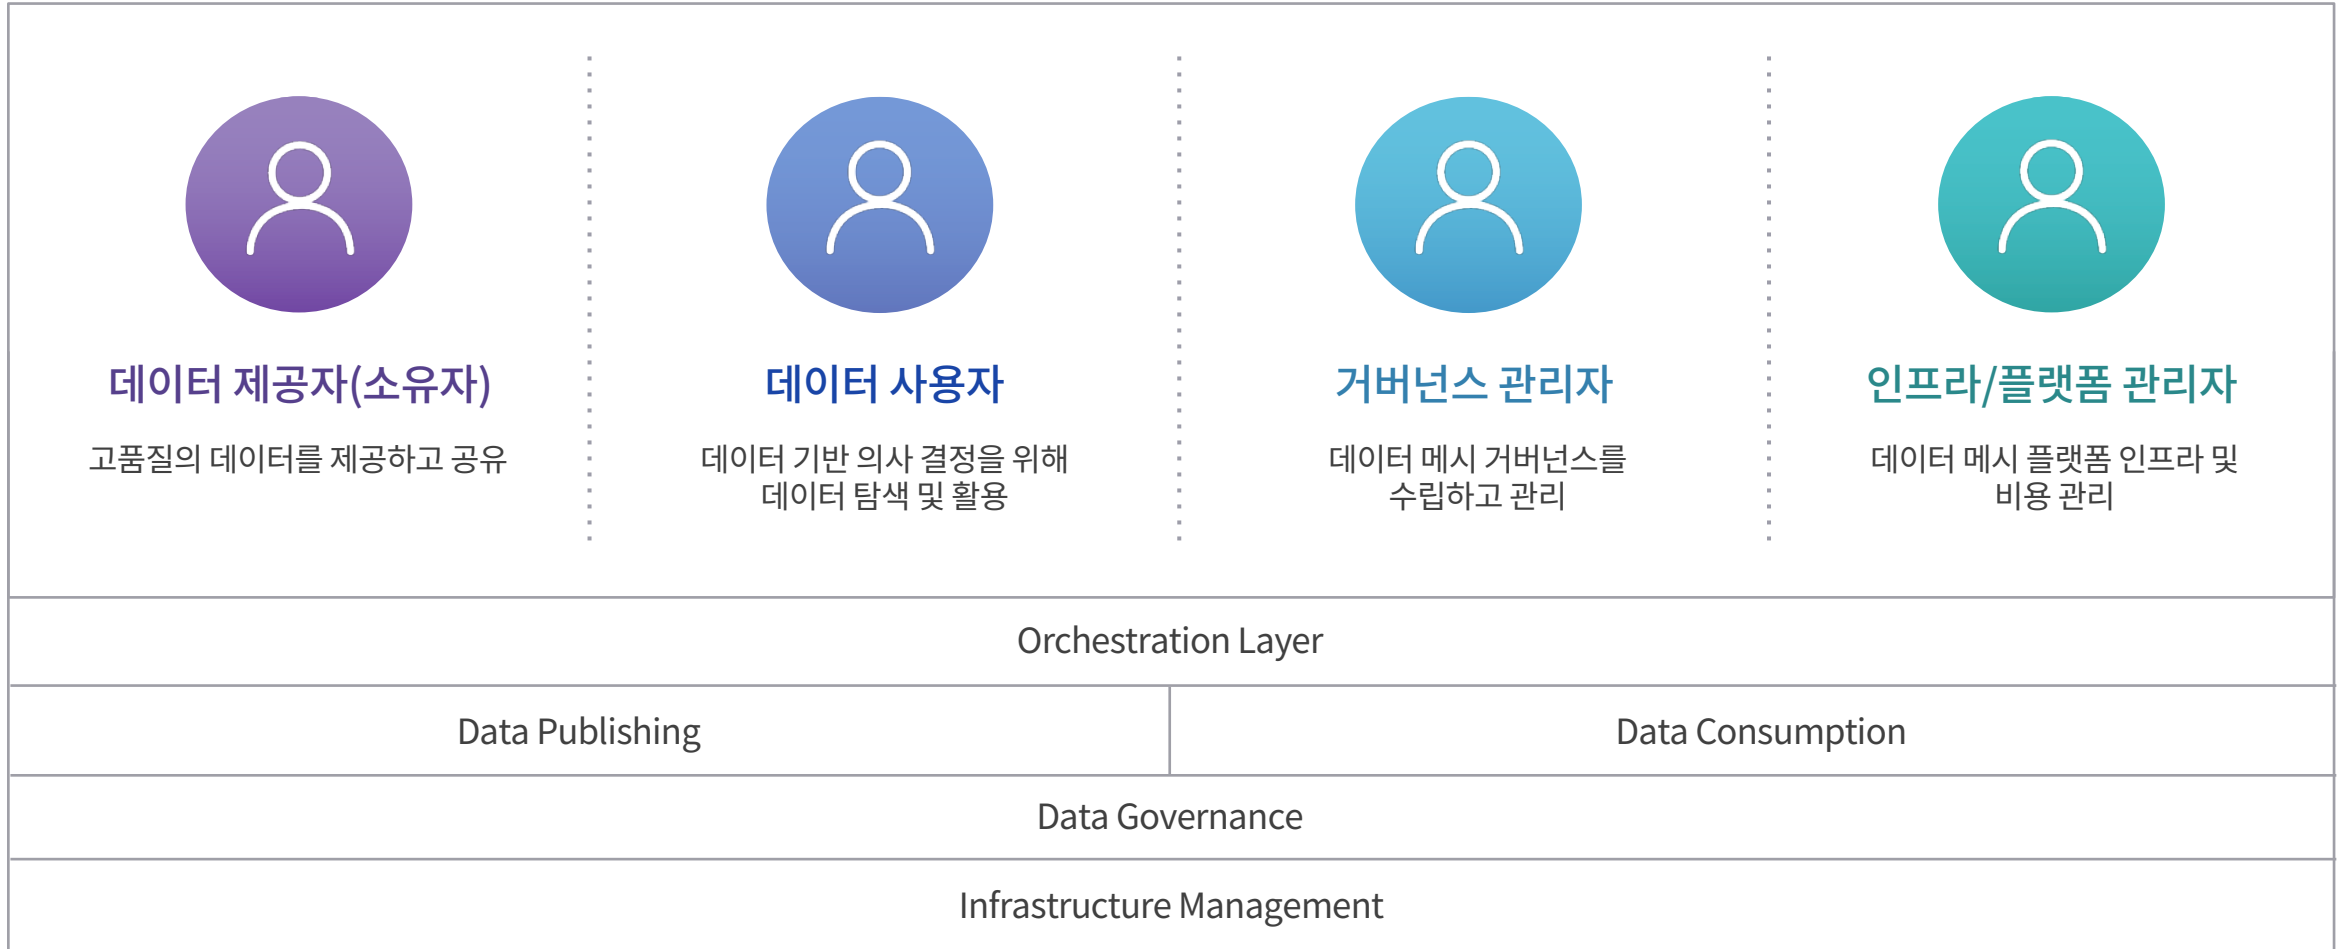 데이터 제공자(소유자)
고품질의 데이터를 제공하고 공유
데이터 사용자
데이터 기반 의사 결정을 위해
데이터 탐색 및 활용
거버넌스 관리자
데이터 메시 거버넌스를
수립하고 관리
인프라/플랫폼 관리자
데이터 메시 플랫폼 인프라 및
비용 관리
Orchestration Layer
Data Publishing
Data Consumption
Data Governance
Infrastructure Management